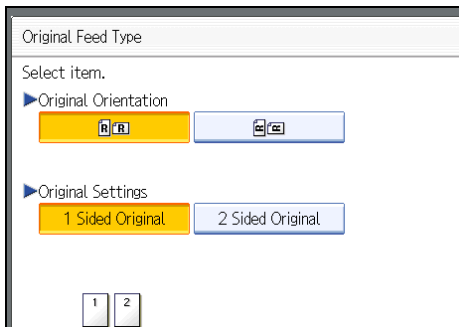 Original Feed Type
Select item.
▶Original Orientation
R R R R
▶Original Settings
1 Sided Original 2 Sided Original
1 2